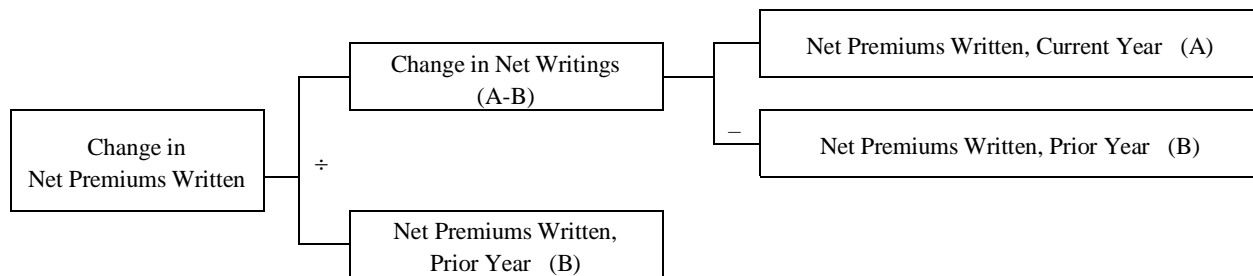 Net Premiums Written, Current Year (A)
Change in Net Writings
(A-B)
–
Net Premiums Written, Prior Year (B)
Change in
Net Premiums Written
÷
Net Premiums Written,
Prior Year (B)